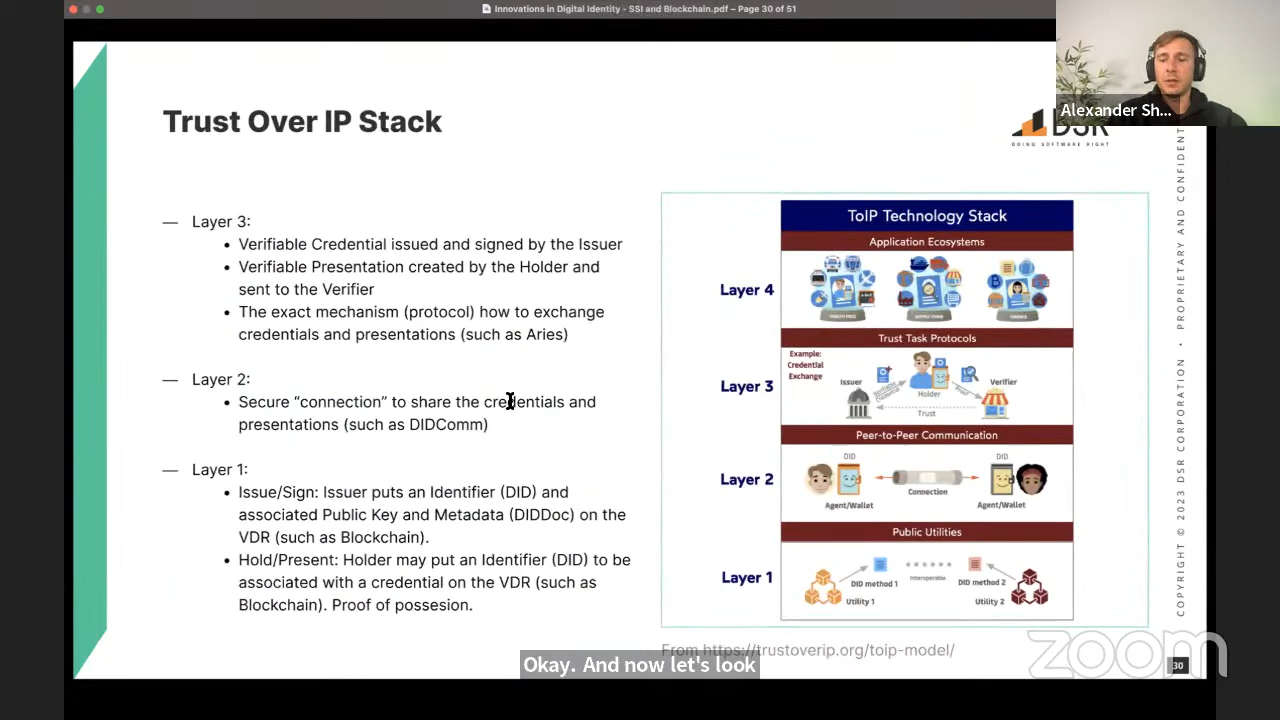 Innovations in Digital Identity - SSI and Blockchain.pdf – Page 30 of 51
Alexander Sh...
Trust Over IP Stack
DSR
DOING SOFTWARE RIGHT
— Layer 3:
• Verifiable Credential issued and signed by the Issuer
• Verifiable Presentation created by the Holder and
sent to the Verifier
• The exact mechanism (protocol) how to exchange
credentials and presentations (such as Aries)
— Layer 2:
• Secure “connection” to share the credentials and
presentations (such as DIDComm)
— Layer 1:
• Issue/Sign: Issuer puts an Identifier (DID) and
associated Public Key and Metadata (DIDDoc) on the
VDR (such as Blockchain).
• Hold/Present: Holder may put an Identifier (DID) to be
associated with a credential on the VDR (such as
Blockchain). Proof of possesion.
ToIP Technology Stack
Application Ecosystems
Layer 4
Trust Task Protocols
Example:
Credential
Exchange
Layer 3
Issuer
Verifiable
Credential
Holder
Verifier
Trust
Peer-to-Peer Communication
Layer 2
DID
DID
Connection
Agent/Wallet
Agent/Wallet
Public Utilities
Layer 1
DID method 1
Interoperable
DID method 2
Utility 1
Utility 2
From https://trustoverip.org/toip-model/
COPYRIGHT © 2023 DSR CORPORATION • PROPRIETARY AND CONFIDENT
Okay. And now let's look
zoom
30